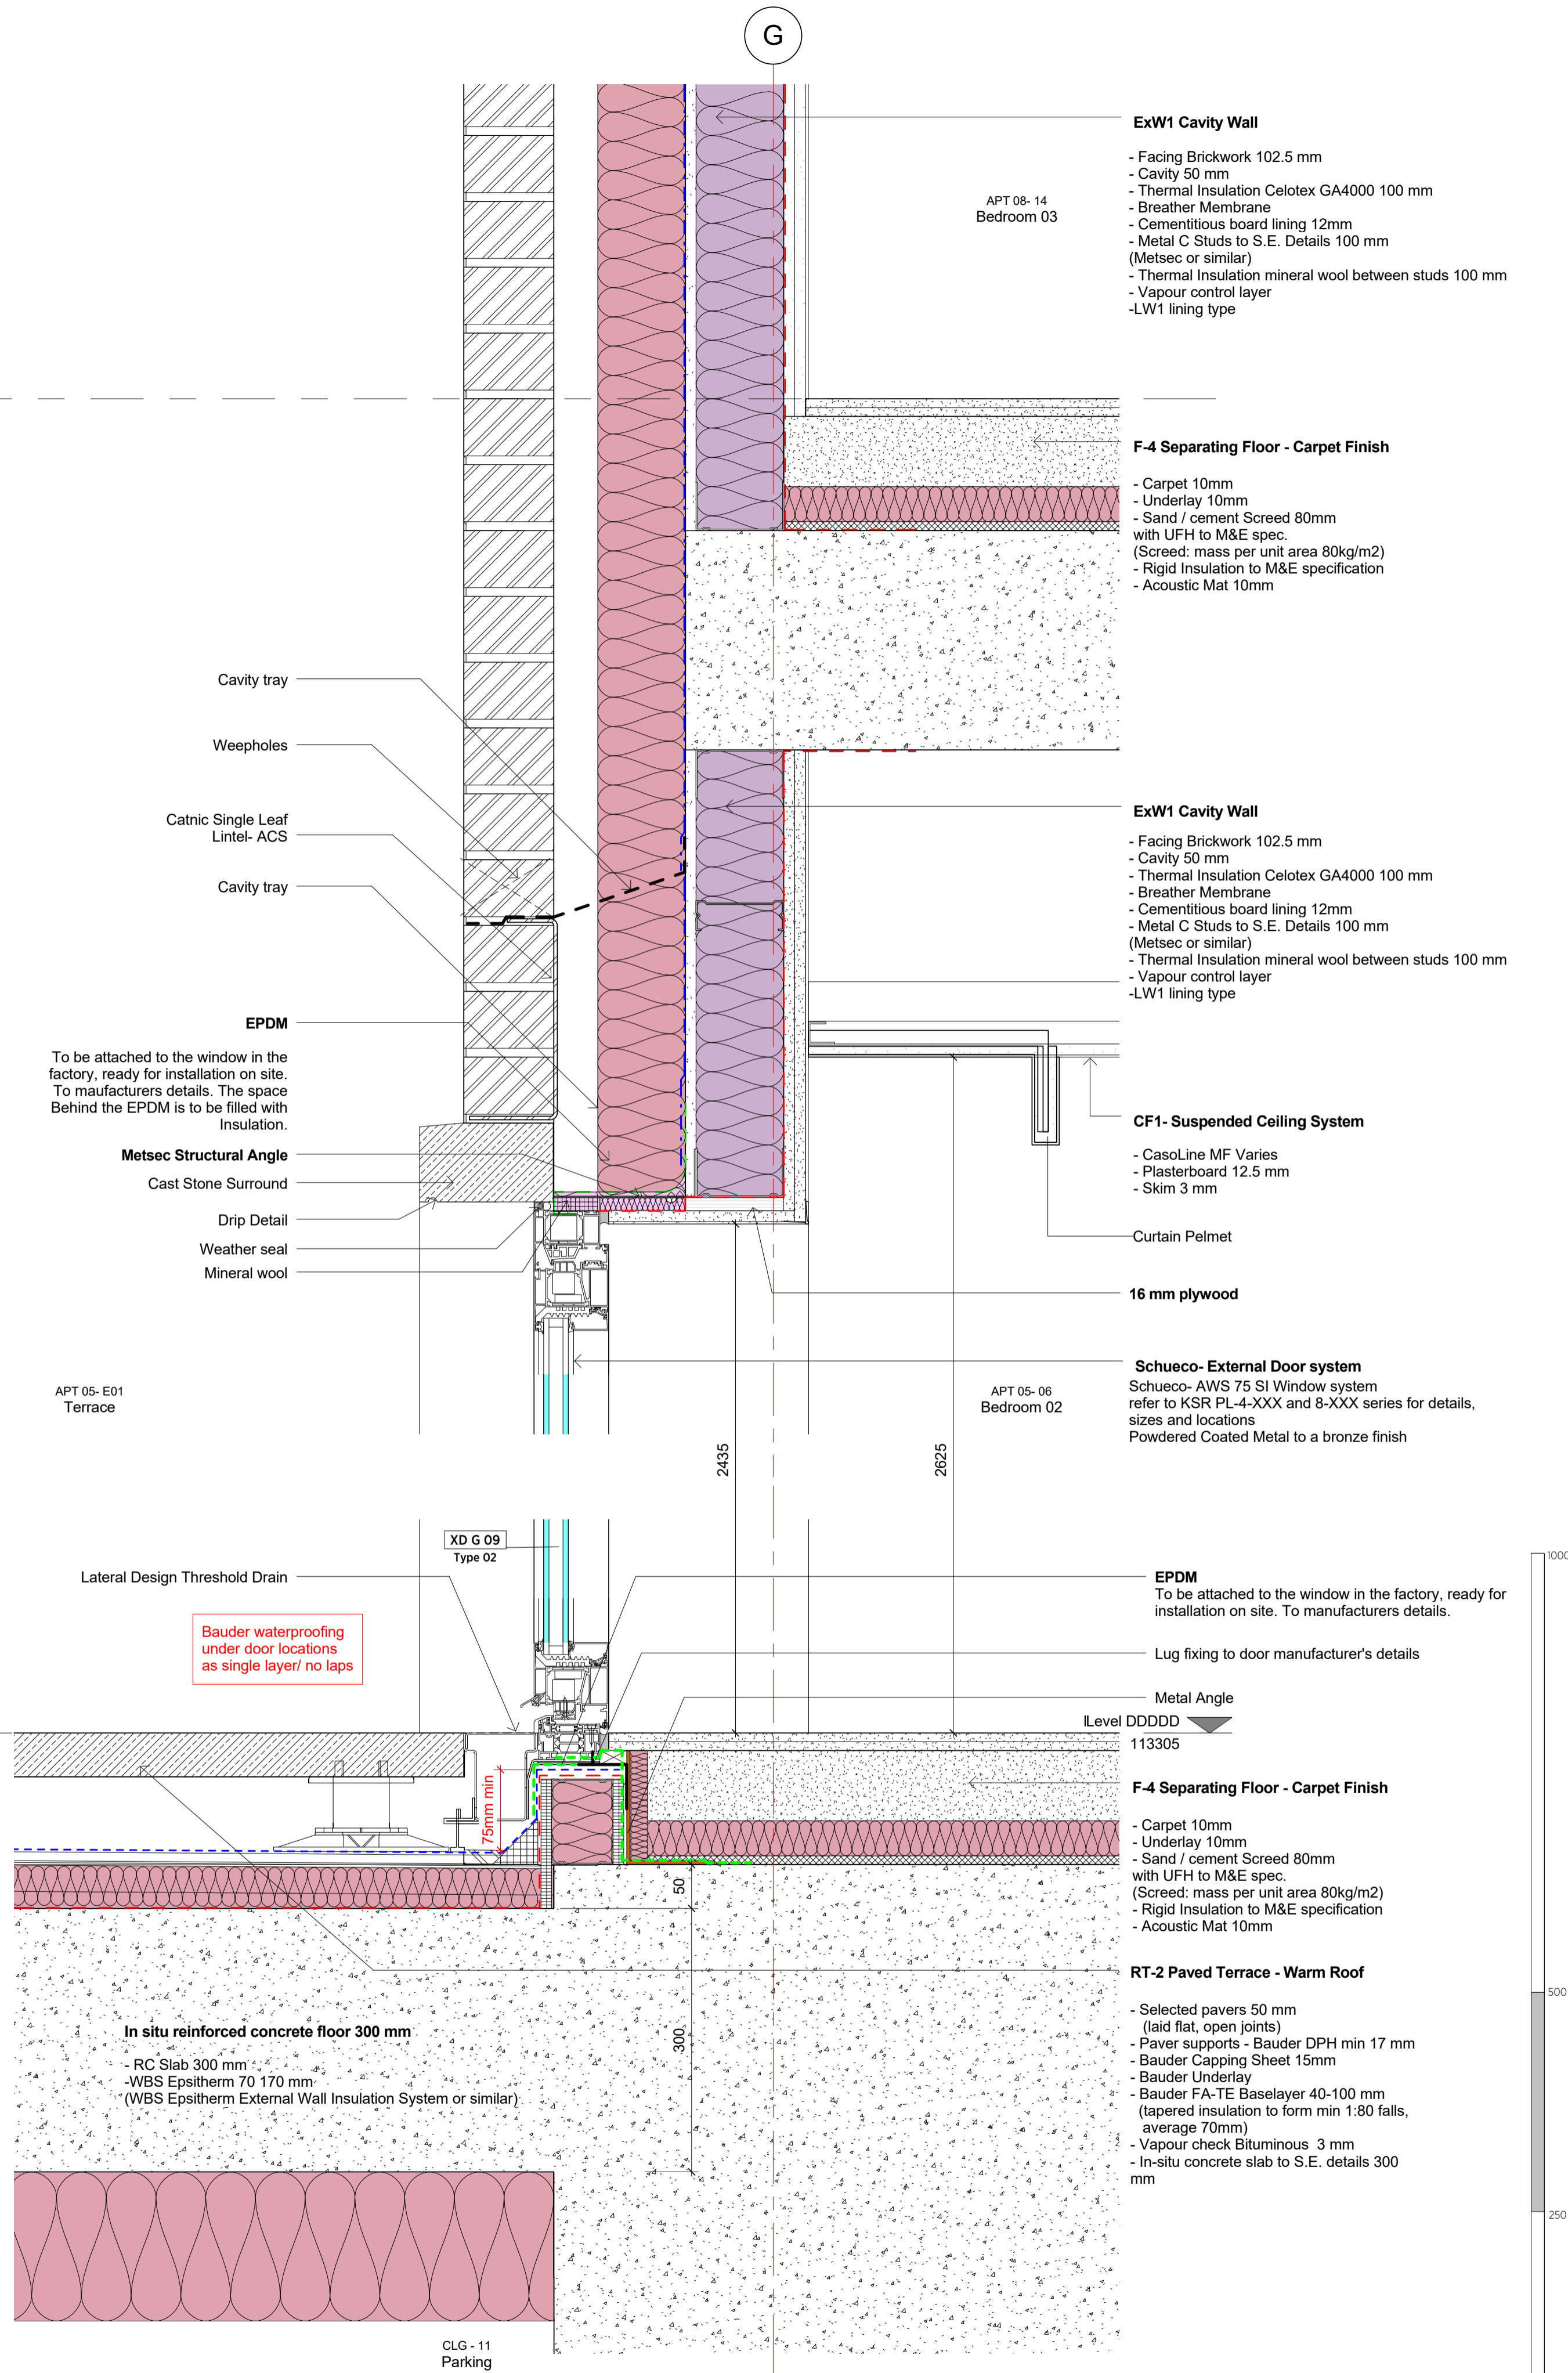 G
ExW1 Cavity Wall
- Facing Brickwork 102.5 mm
- Cavity 50 mm
- Thermal Insulation Celotex GA4000 100 mm
- Breather Membrane
- Cementitious board lining 12mm
- Metal C Studs to S.E. Details 100 mm
(Metsec or similar)
- Thermal Insulation mineral wool between studs 100 mm
- Vapour control layer
-LW1 lining type
APT 08- 14
Bedroom 03
F-4 Separating Floor - Carpet Finish
- Carpet 10mm
- Underlay 10mm
- Sand / cement Screed 80mm
with UFH to M&E spec.
(Screed: mass per unit area 80kg/m2)
- Rigid Insulation to M&E specification
- Acoustic Mat 10mm
Cavity tray
Weepholes
Catnic Single Leaf
Lintel- ACS
Cavity tray
EPDM
To be attached to the window in the
factory, ready for installation on site.
To maufacturers details. The space
Behind the EPDM is to be filled with
Insulation.
Metsec Structural Angle
Cast Stone Surround
Drip Detail
Weather seal
Mineral wool
ExW1 Cavity Wall
- Facing Brickwork 102.5 mm
- Cavity 50 mm
- Thermal Insulation Celotex GA4000 100 mm
- Breather Membrane
- Cementitious board lining 12mm
- Metal C Studs to S.E. Details 100 mm
(Metsec or similar)
- Thermal Insulation mineral wool between studs 100 mm
- Vapour control layer
-LW1 lining type
CF1- Suspended Ceiling System
- CasoLine MF Varies
- Plasterboard 12.5 mm
- Skim 3 mm
Curtain Pelmet
16 mm plywood
Schueco- External Door system
Schueco- AWS 75 SI Window system
refer to KSR PL-4-XXX and 8-XXX series for details,
sizes and locations
Powdered Coated Metal to a bronze finish
APT 05- E01
Terrace
APT 05- 06
Bedroom 02
2435
2625
XD G 09
Type 02
Lateral Design Threshold Drain
Bauder waterproofing
under door locations
as single layer/ no laps
EPDM
To be attached to the window in the factory, ready for
installation on site. To manufacturers details.
Lug fixing to door manufacturer's details
Metal Angle
lLevel DDDDD
113305
75mm min
50
300
F-4 Separating Floor - Carpet Finish
- Carpet 10mm
- Underlay 10mm
- Sand / cement Screed 80mm
with UFH to M&E spec.
(Screed: mass per unit area 80kg/m2)
- Rigid Insulation to M&E specification
- Acoustic Mat 10mm
RT-2 Paved Terrace - Warm Roof
- Selected pavers 50 mm
(laid flat, open joints)
- Paver supports - Bauder DPH min 17 mm
- Bauder Capping Sheet 15mm
- Bauder Underlay
- Bauder FA-TE Baselayer 40-100 mm
(tapered insulation to form min 1:80 falls,
average 70mm)
- Vapour check Bituminous 3 mm
- In-situ concrete slab to S.E. details 300
mm
In situ reinforced concrete floor 300 mm
- RC Slab 300 mm
-WBS Epsitherm 70 170 mm
(WBS Epsitherm External Wall Insulation System or similar)
CLG - 11
Parking
1000
500
250